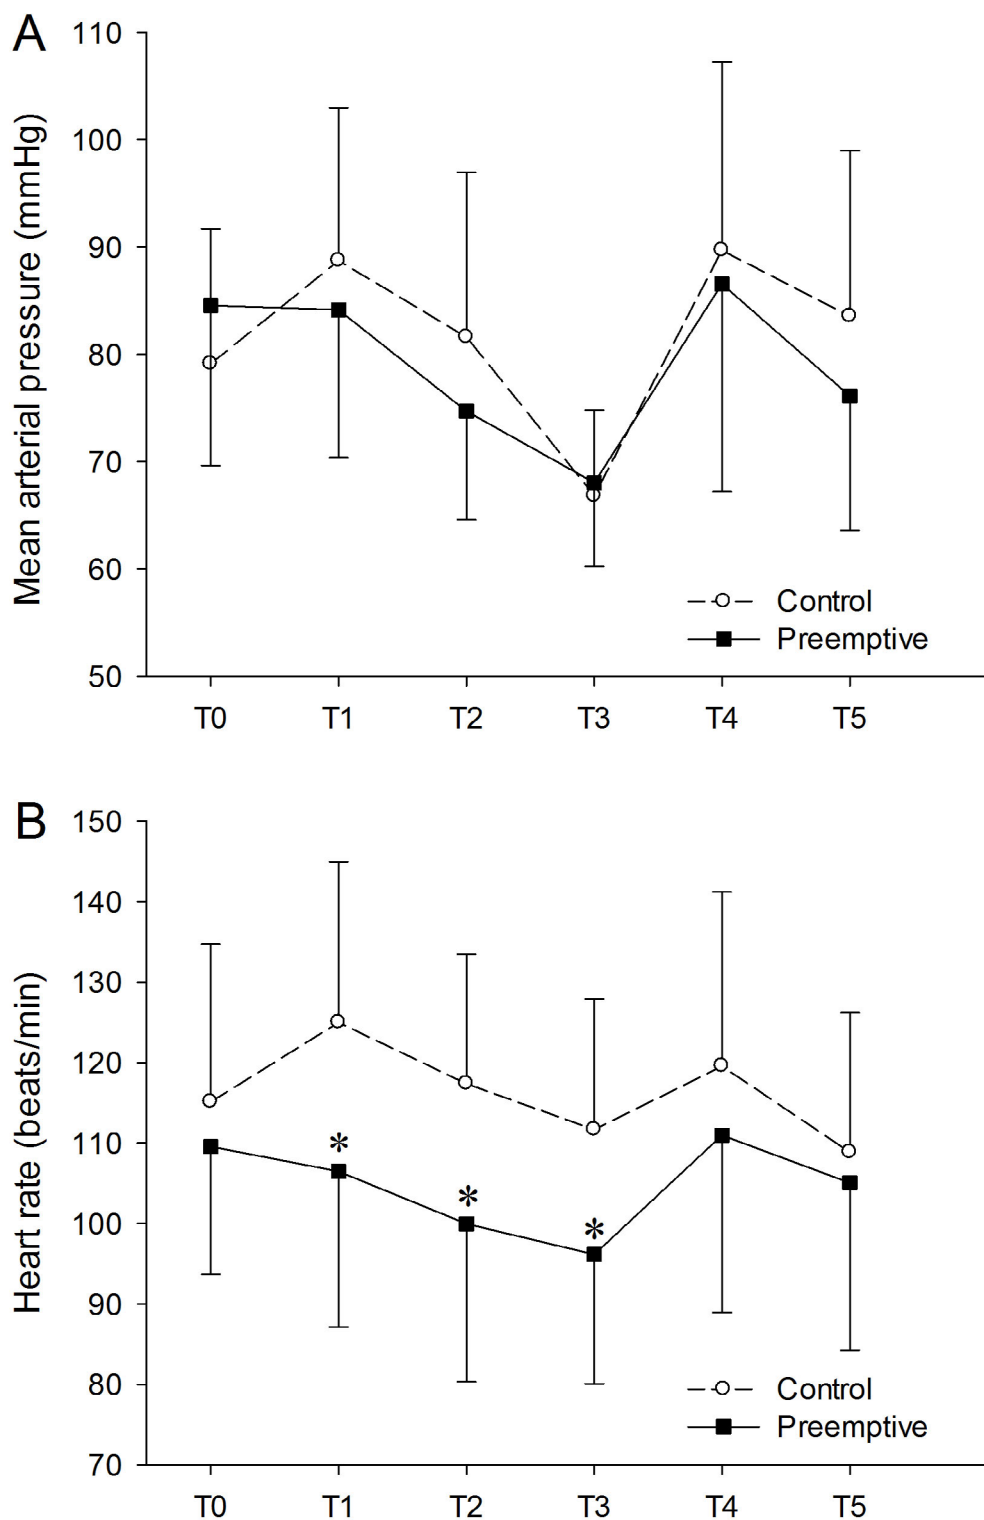 A
110
100
90
80
70
60
50
Mean arterial pressure (mmHg)
Control
Preemptive
T0 T1 T2 T3 T4 T5
B
150
140
130
120
110
100
90
80
70
Heart rate (beats/min)
*
*
*
Control
Preemptive
T0 T1 T2 T3 T4 T5